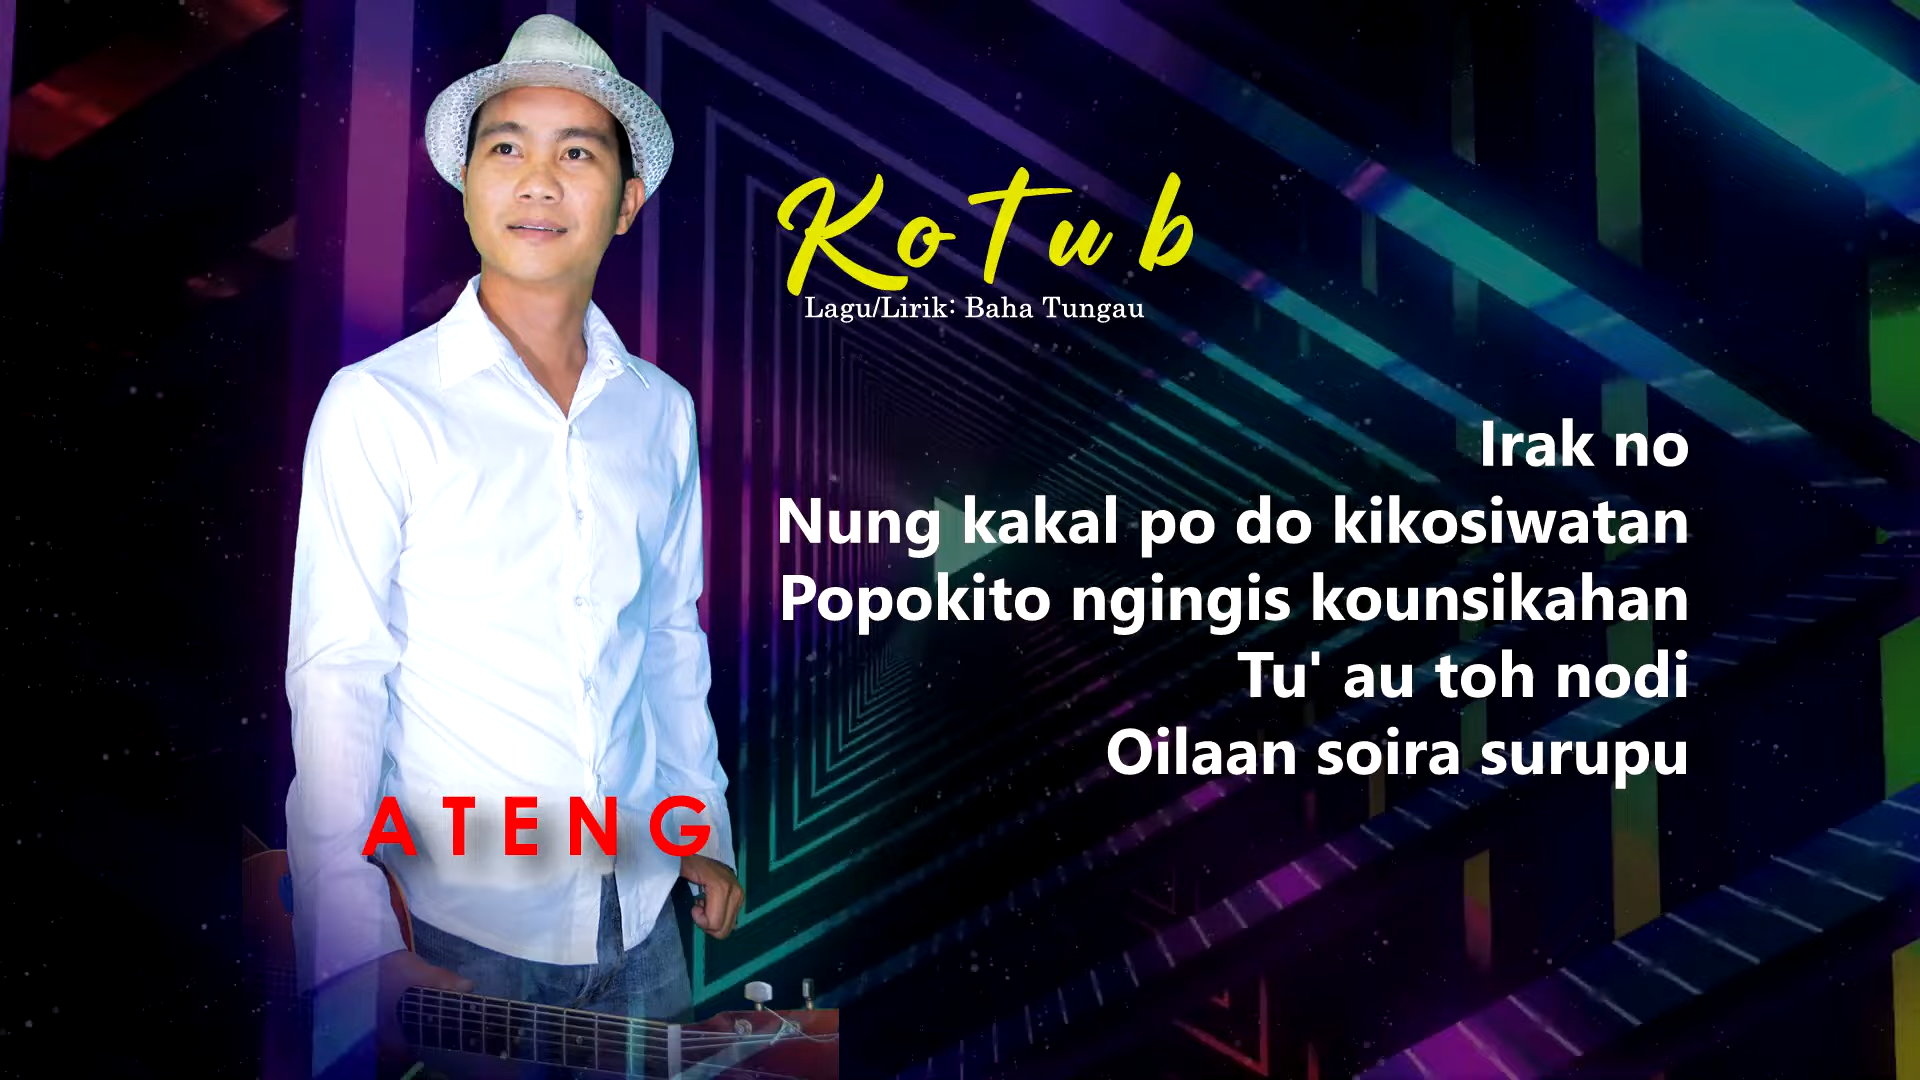 KoTub
Lagu/Lirik: Baha Tungau
Irak no
Nung kakal po do kikosiwatan
Popokito ngingis kounsikahan
Tu' au toh nodi
Oilaan soira surupu
ATENG